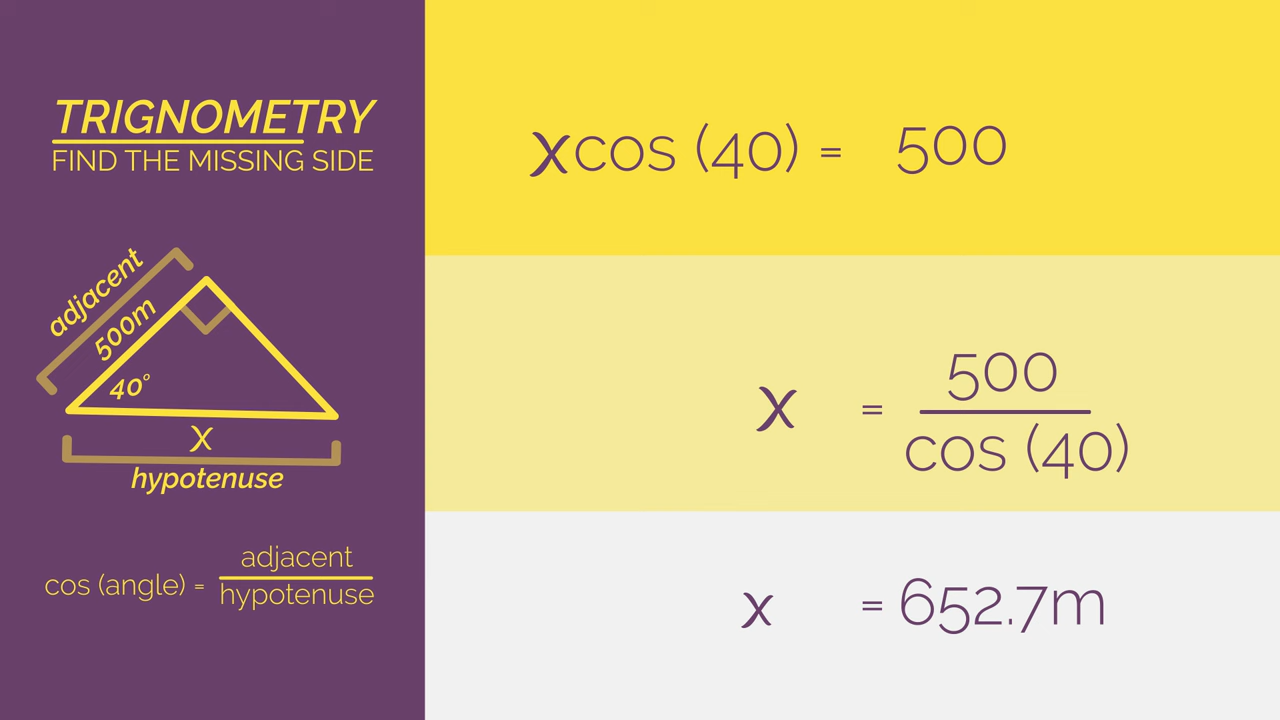 TRIGNOMETRY
FIND THE MISSING SIDE
adjacent
500m
40°
X
hypotenuse
cos (angle) = adjacent / hypotenuse
x cos (40) = 500
x = 500 / cos (40)
x = 652.7m